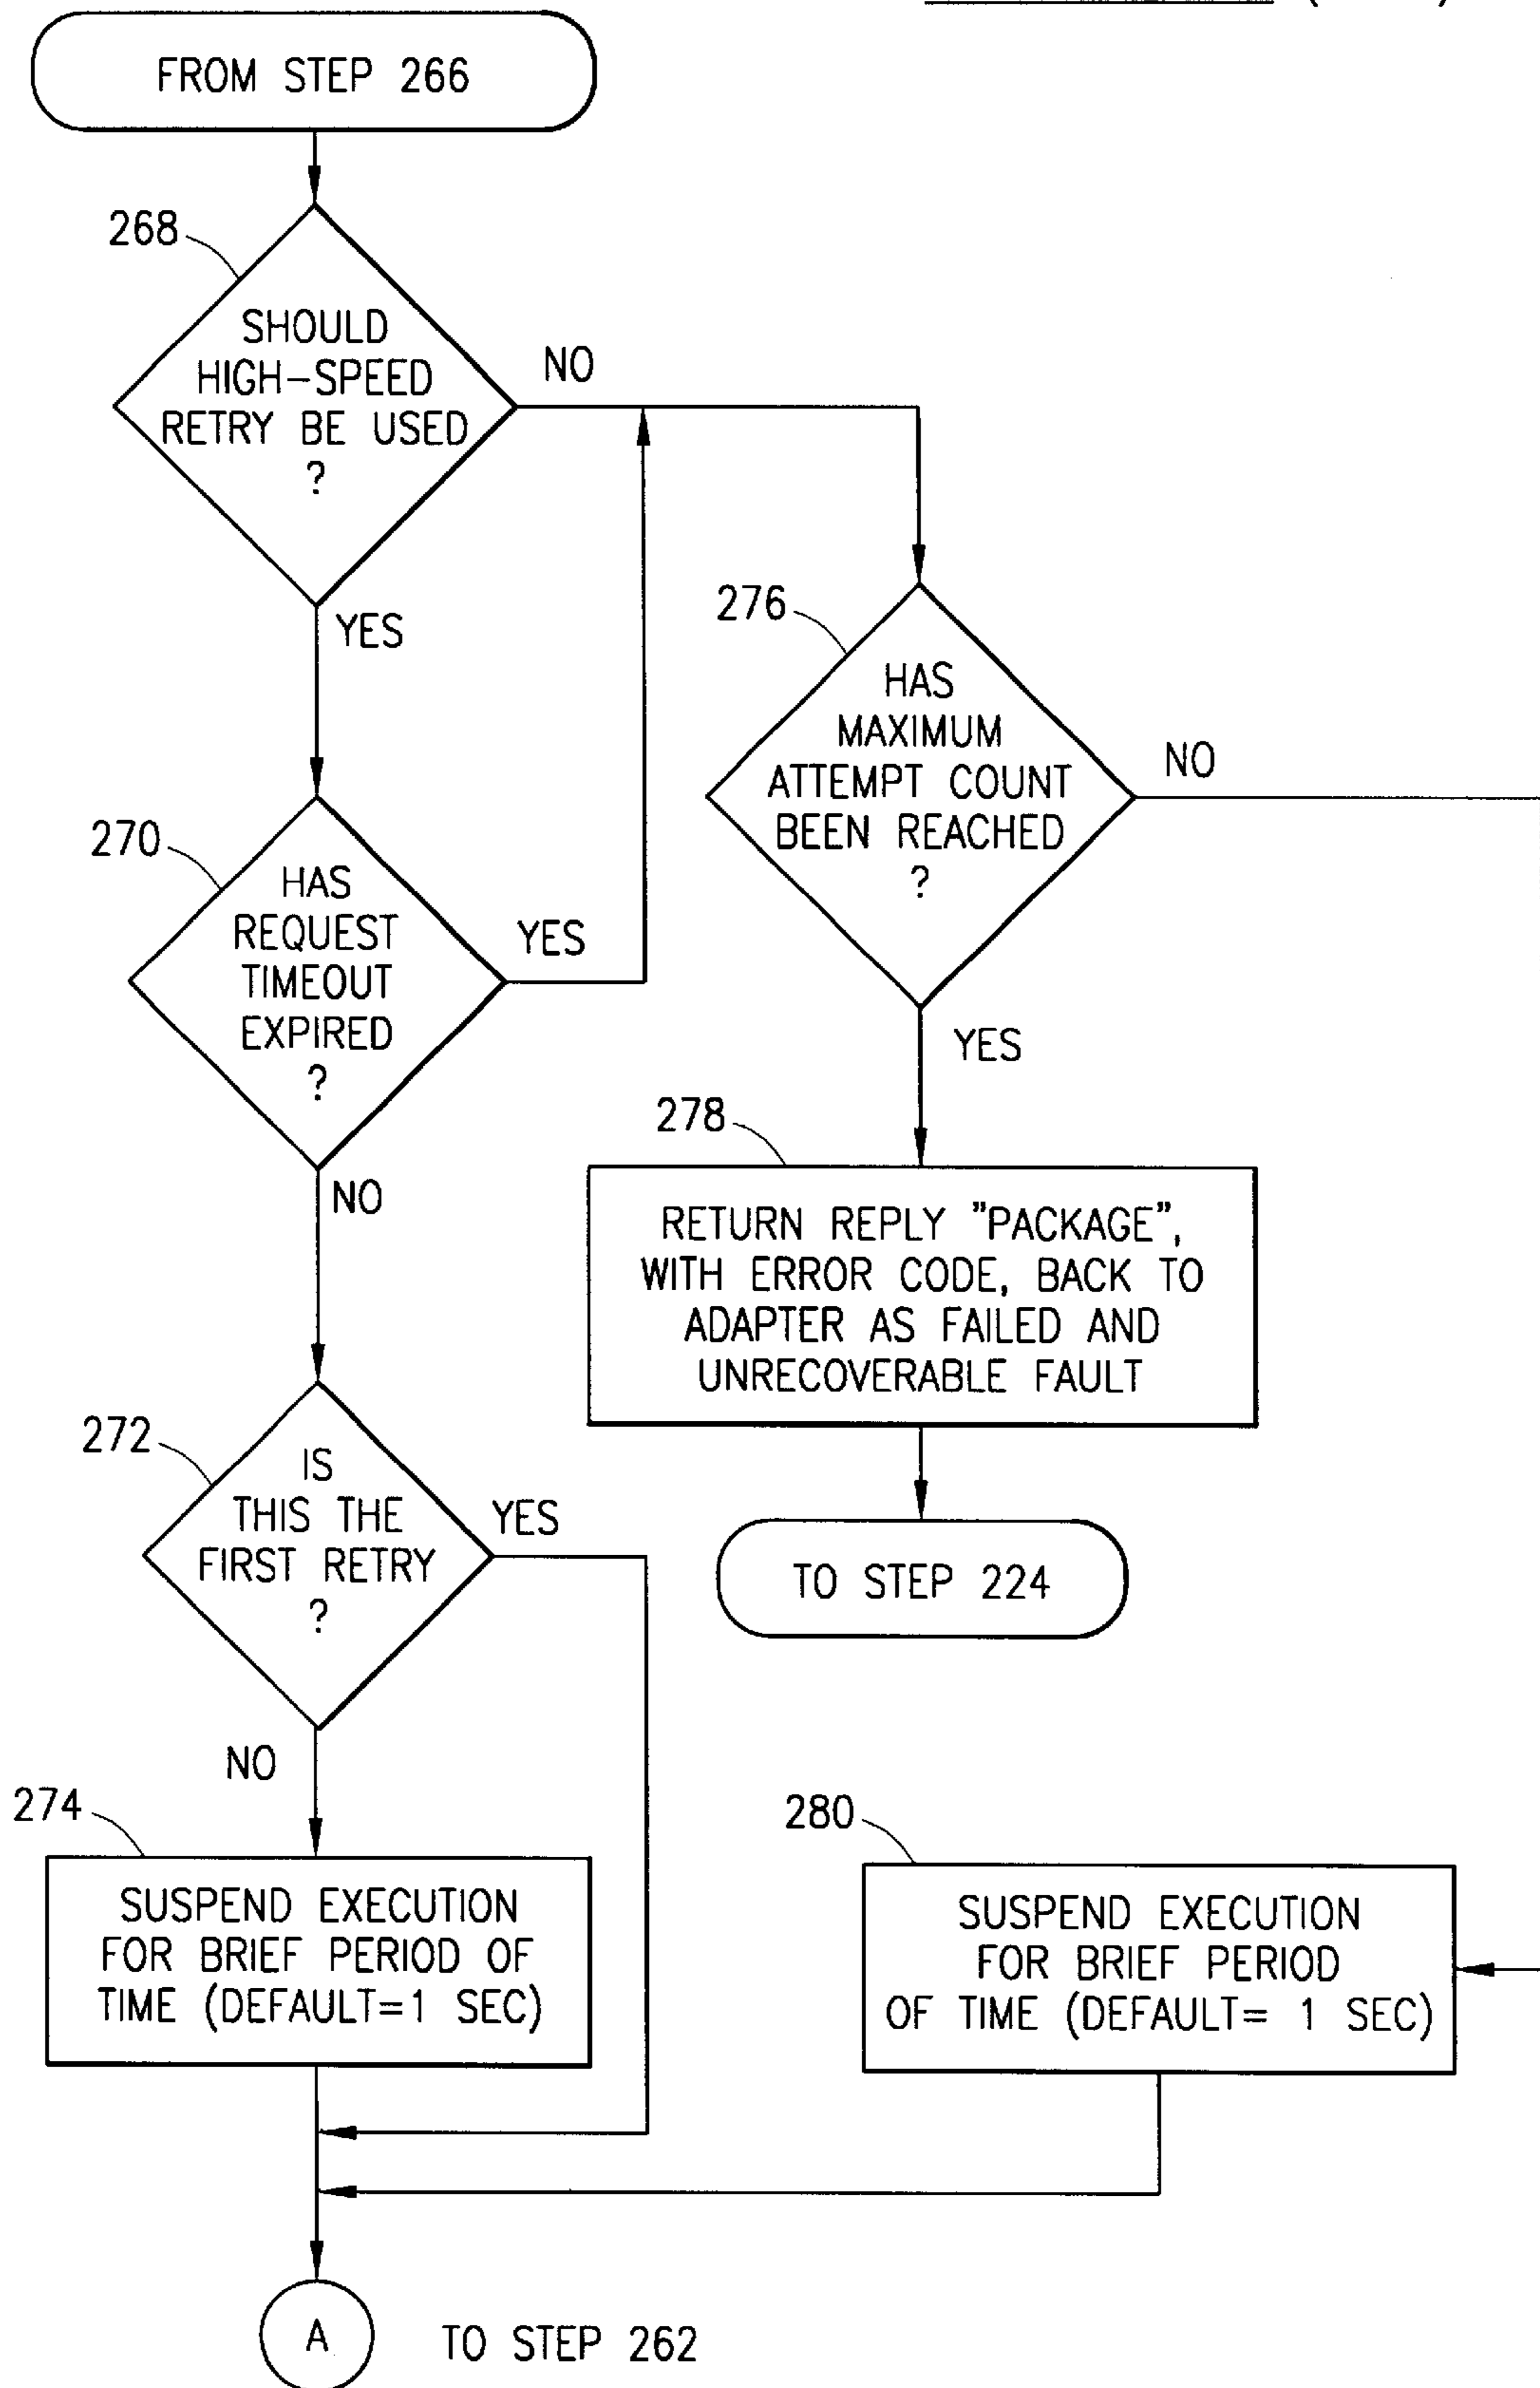 FROM STEP 266
268
SHOULD
HIGH-SPEED
RETRY BE USED
?
NO
YES
270
HAS
REQUEST
TIMEOUT
EXPIRED
?
YES
NO
276
HAS
MAXIMUM
ATTEMPT COUNT
BEEN REACHED
?
NO
YES
278
RETURN REPLY "PACKAGE",
WITH ERROR CODE, BACK TO
ADAPTER AS FAILED AND
UNRECOVERABLE FAULT
TO STEP 224
272
IS
THIS THE
FIRST RETRY
?
YES
NO
274
SUSPEND EXECUTION
FOR BRIEF PERIOD OF
TIME (DEFAULT=1 SEC)
280
SUSPEND EXECUTION
FOR BRIEF PERIOD
OF TIME (DEFAULT= 1 SEC)
A
TO STEP 262